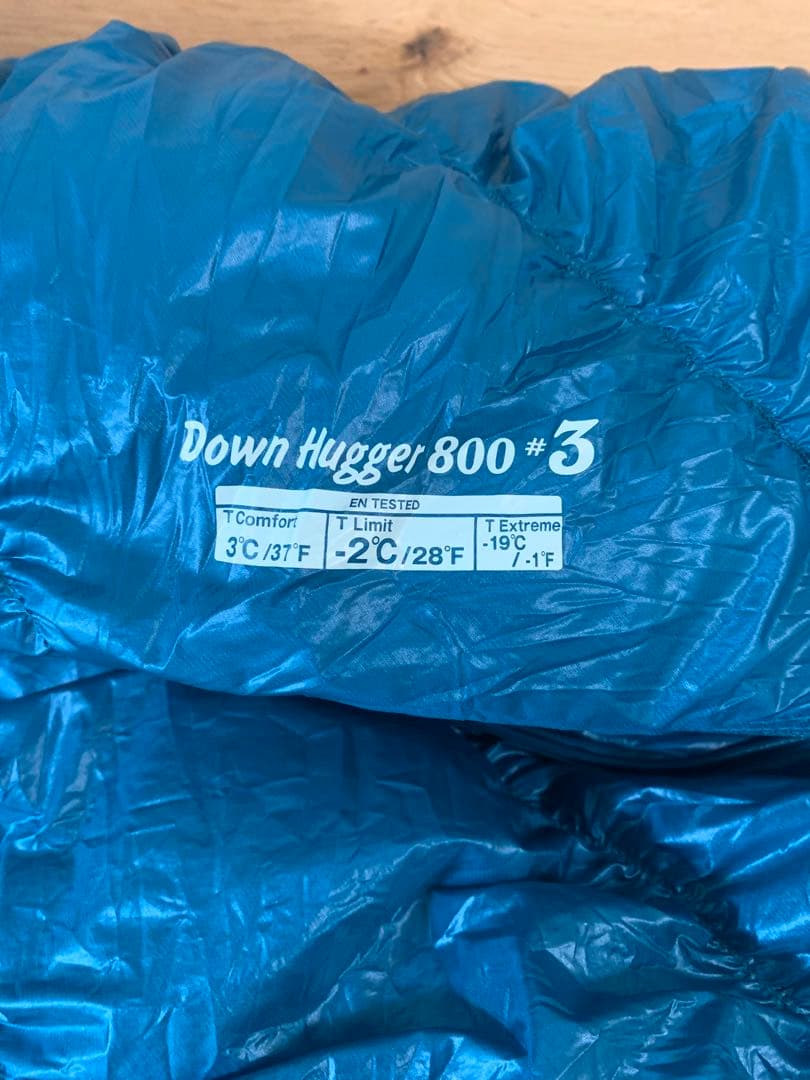 Down Hugger 800 #3
EN TESTED
T Comfort T Limit T Extreme
3℃/37°F -2℃/28°F -19℃
/ -1°F